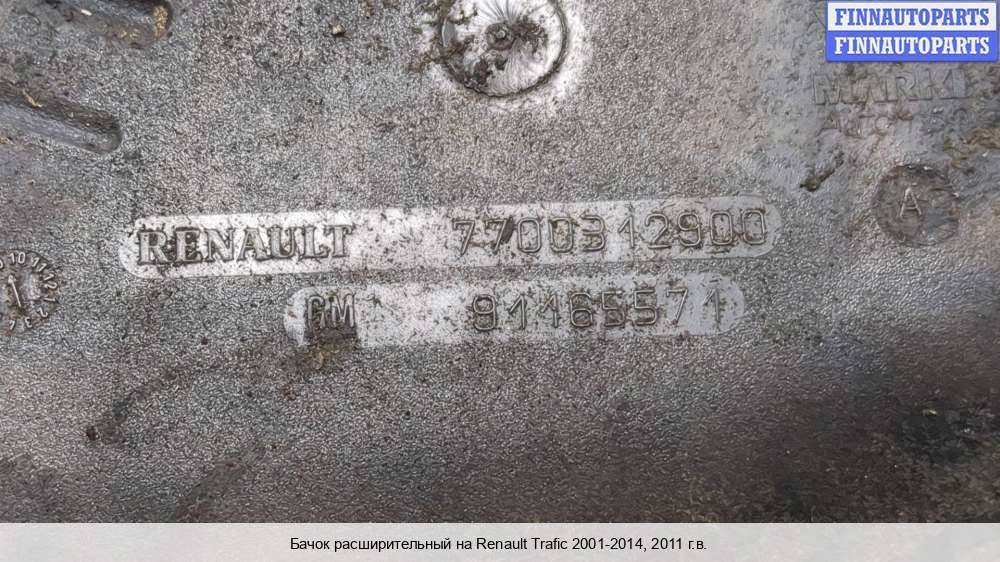 FINNAUTOPARTS
FINNAUTOPARTS
RENAULT 7700312900
A
GM 91165571
Бачок расширительный на Renault Trafic 2001-2014, 2011 г.в.